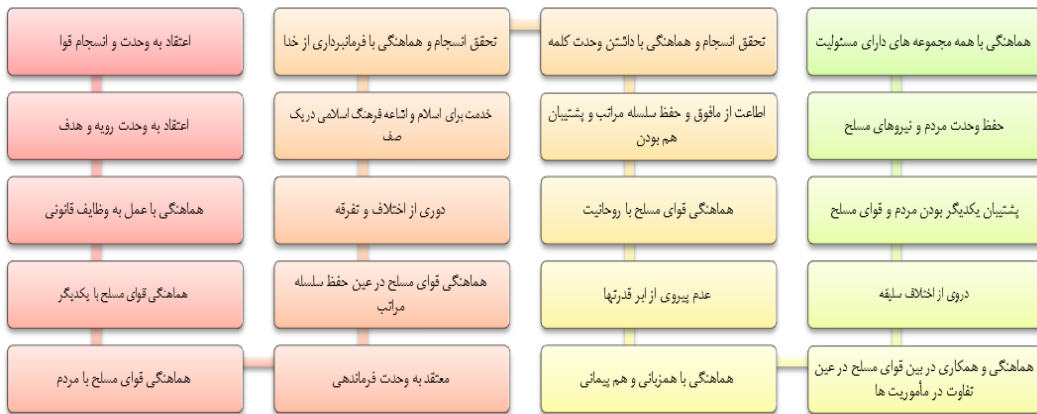 اعتقاد به وحدت و انسجام قوا
اعتقاد به وحدت رویه و هدف
هماهنگی با عمل به وظایف قانونی
هماهنگی قوای مسلح با یکدیگر
هماهنگی قوای مسلح با مردم
معتقد به وحدت فرماندهی
هماهنگی قوای مسلح در عین حفظ سلسله
مراتب
دوری از اختلاف و تفرقه
خدمت برای اسلام و اشاعه فرهنگ اسلامی در یک
صف
تحقق انسجام و هماهنگی با فرمانبرداری از خدا
تحقق انسجام و هماهنگی با داشتن وحدت کلمه
اطاعت از مافوق و حفظ سلسله مراتب و پشتیبان
هم بودن
هماهنگی قوای مسلح با روحانیت
عدم پیروی از ابر قدرتها
هماهنگی با همزبانی و هم پیمانی
هماهنگی و همکاری در بین قوای مسلح در عین
تفاوت در مأموریت ها
دروی از اختلاف سلیقه
پشتیبان یکدیگر بودن مردم و قوای مسلح
حفظ وحدت مردم و نیروهای مسلح
هماهنگی با همه مجموعه های دارای مسئولیت